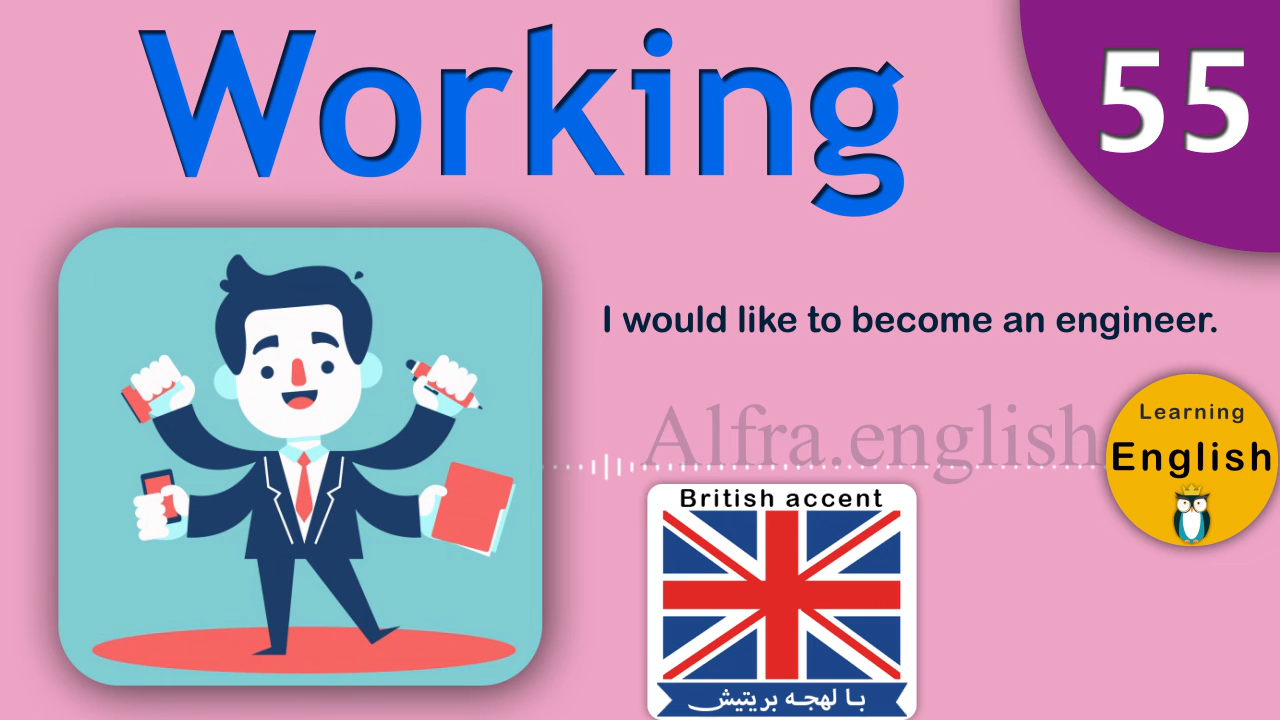 Working
55
I would like to become an engineer.
Alfra.english
Learning
English
British accent
با لهجه بریتیش